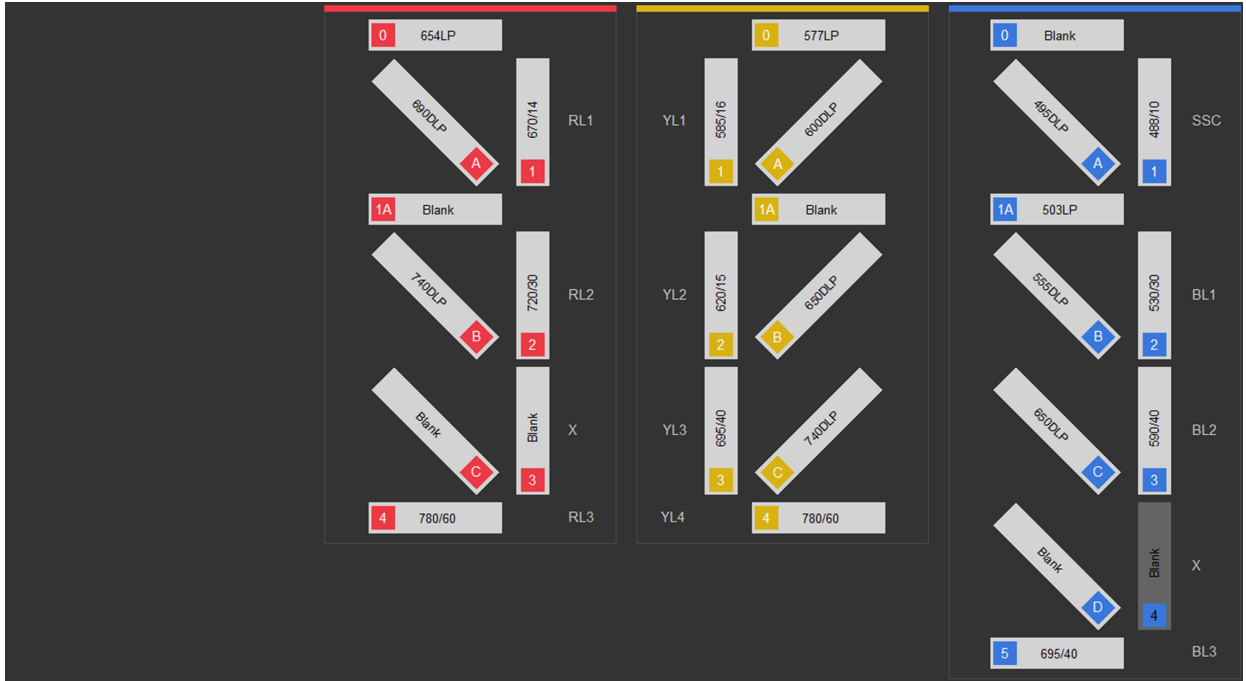 0 654LP
690DLP
A
670/14
1
RL1
1A Blank
740DLP
B
720/30
2
RL2
Blank
C
Blank
3
X
4 780/60
RL3
0 577LP
YL1
585/16
1
600DLP
A
1A Blank
YL2
620/15
2
650DLP
B
YL3
695/40
3
740DLP
C
YL4
4 780/60
0 Blank
495DLP
A
488/10
1
SSC
1A 503LP
555DLP
B
530/30
2
BL1
650DLP
C
590/40
3
BL2
Blank
D
Blank
4
X
5 695/40
BL3